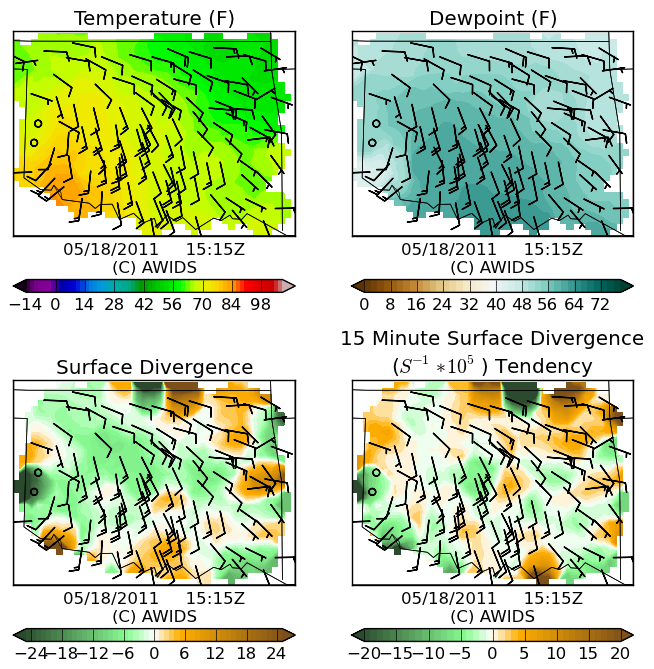 Temperature (F)
Dewpoint (F)
05/18/2011 15:15Z
(C) AWIDS
05/18/2011 15:15Z
(C) AWIDS
−14 0 14 28 42 56 70 84 98
0 8 16 24 32 40 48 56 64 72
Surface Divergence
15 Minute Surface Divergence
(S⁻¹ * 10⁵ ) Tendency
05/18/2011 15:15Z
(C) AWIDS
05/18/2011 15:15Z
(C) AWIDS
−24 −18 −12 −6 0 6 12 18 24
−20 −15 −10 −5 0 5 10 15 20